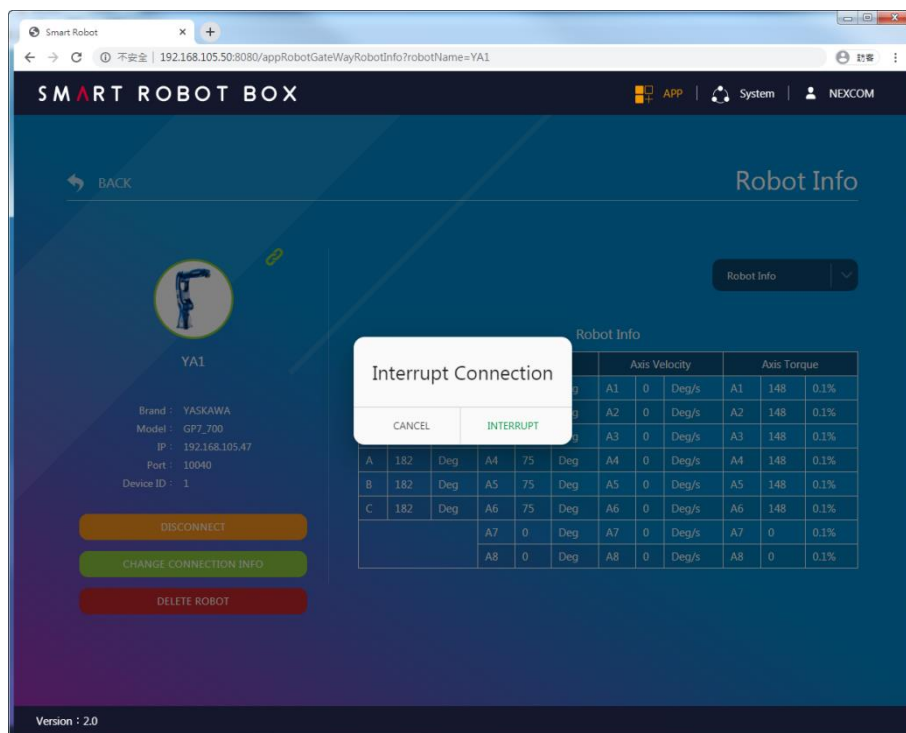 Smart Robot
不安全 | 192.168.105.50:8080/appRobotGateWayRobotInfo?robotName=YA1
訪客
SMART ROBOT BOX
APP | System | NEXCOM
BACK
Robot Info
Robot Info
YA1
Brand : YASKAWA
Model : GP7_700
IP : 192.168.105.47
Port : 10040
Device ID : 1
DISCONNECT
CHANGE CONNECTION INFO
DELETE ROBOT
Robot Info
Axis Velocity Axis Torque
A1 0 Deg/s A1 148 0.1%
A2 0 Deg/s A2 148 0.1%
A3 0 Deg/s A3 148 0.1%
A 182 Deg A4 75 Deg A4 0 Deg/s A4 148 0.1%
B 182 Deg A5 75 Deg A5 0 Deg/s A5 148 0.1%
C 182 Deg A6 75 Deg A6 0 Deg/s A6 148 0.1%
A7 0 Deg A7 0 Deg/s A7 0 0.1%
A8 0 Deg A8 0 Deg/s A8 0 0.1%
Interrupt Connection
CANCEL INTERRUPT
Version : 2.0